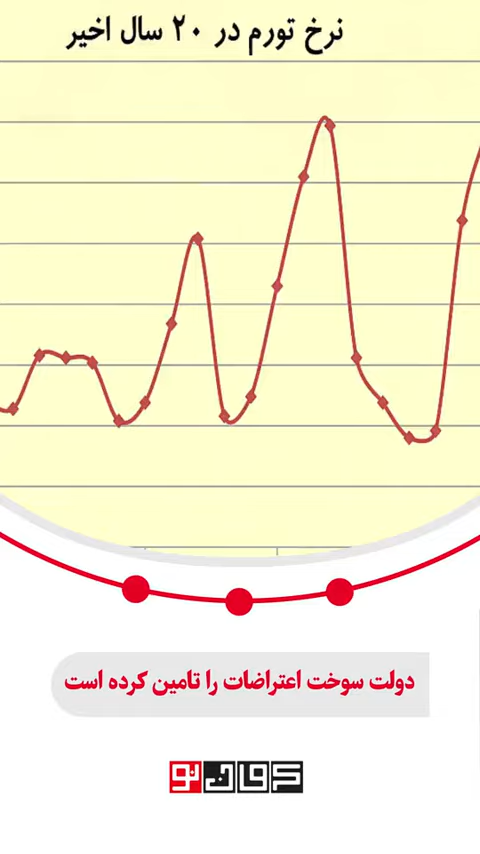 نرخ تورم در ۲۰ سال اخیر
دولت سوخت اعتراضات را تامین کرده است